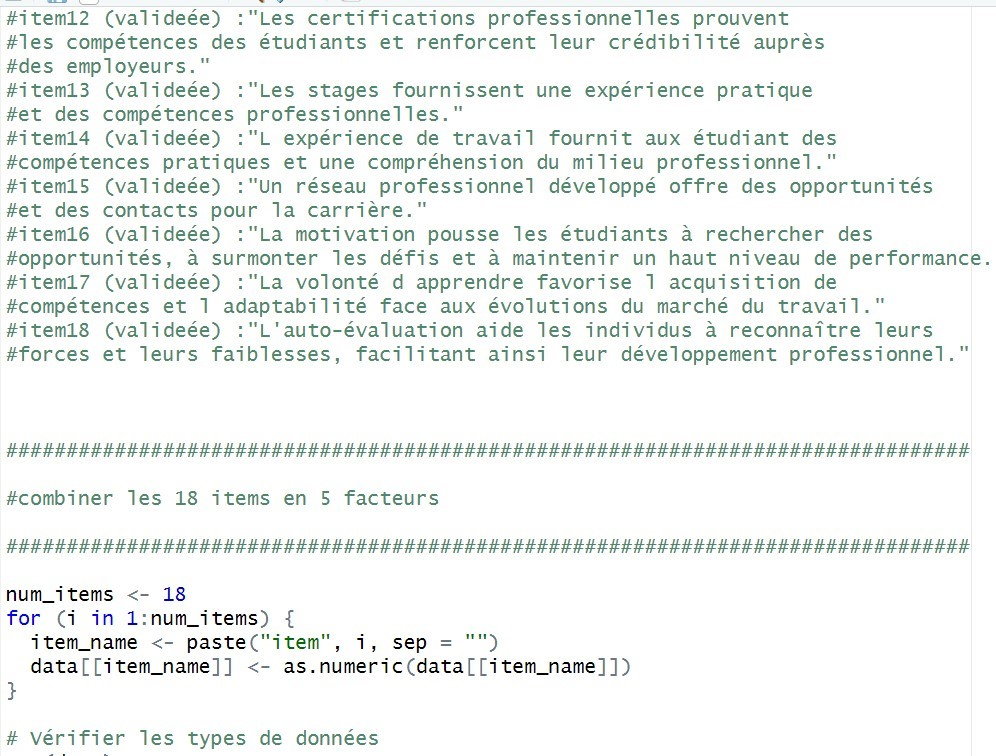 #item12 (valideée) :"Les certifications professionnelles prouvent
#les compétences des étudiants et renforcent leur crédibilité auprès
#des employeurs."
#item13 (valideée) :"Les stages fournissent une expérience pratique
#et des compétences professionnelles."
#item14 (valideée) :"L expérience de travail fournit aux étudiant des
#compétences pratiques et une compréhension du milieu professionnel."
#item15 (valideée) :"Un réseau professionnel développé offre des opportunités
#et des contacts pour la carrière."
#item16 (valideée) :"La motivation pousse les étudiants à rechercher des
#opportunités, à surmonter les défis et à maintenir un haut niveau de performance.
#item17 (valideée) :"La volonté d apprendre favorise l acquisition de
#compétences et l adaptabilité face aux évolutions du marché du travail."
#item18 (valideée) :"L'auto-évaluation aide les individus à reconnaître leurs
#forces et leurs faiblesses, facilitant ainsi leur développement professionnel."
################################################################################
#combiner les 18 items en 5 facteurs
################################################################################
num_items <- 18
for (i in 1:num_items) {
  item_name <- paste("item", i, sep = "")
  data[[item_name]] <- as.numeric(data[[item_name]])
}
# Vérifier les types de données